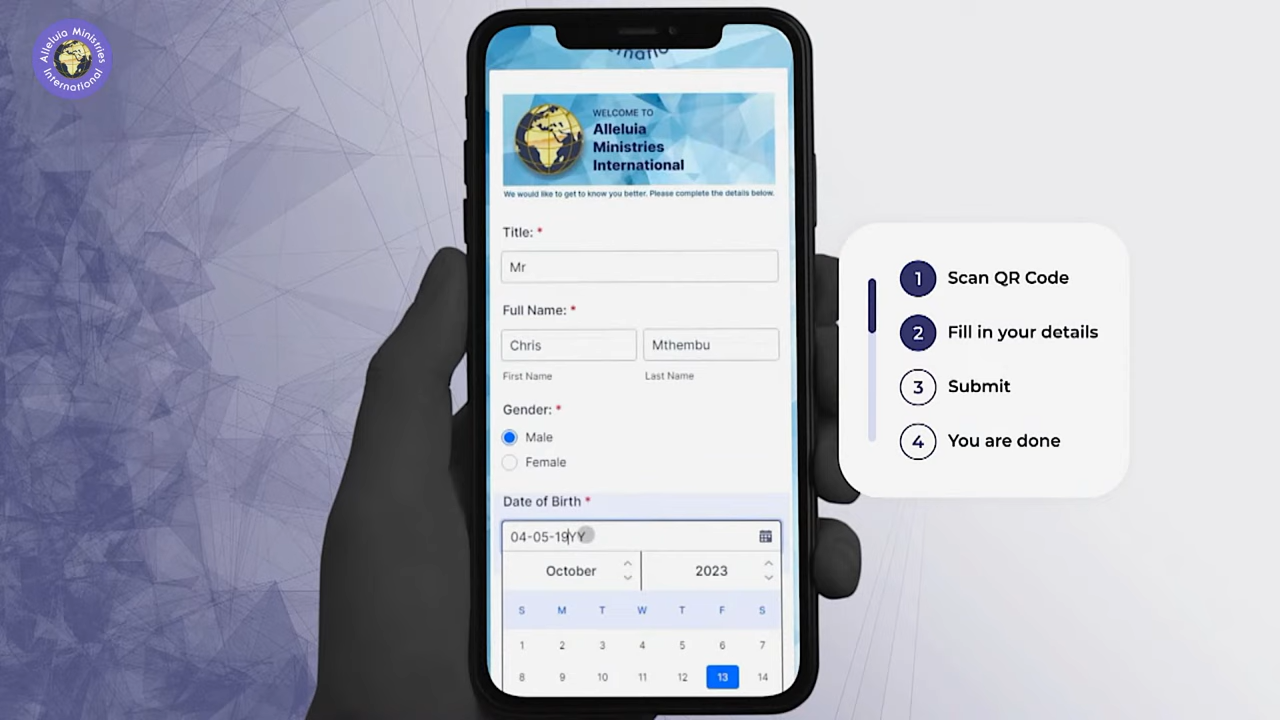 Alleluia Ministries
International
WELCOME TO
Alleluia
Ministries
International
We would like to get to know you better. Please complete the details below.
Title: *
Mr
Full Name: *
Chris Mthembu
First Name Last Name
Gender: *
Male
Female
Date of Birth *
04-05-19YY
October 2023
S M T W T F S
1 2 3 4 5 6 7
8 9 10 11 12 13 14
1 Scan QR Code
2 Fill in your details
3 Submit
4 You are done